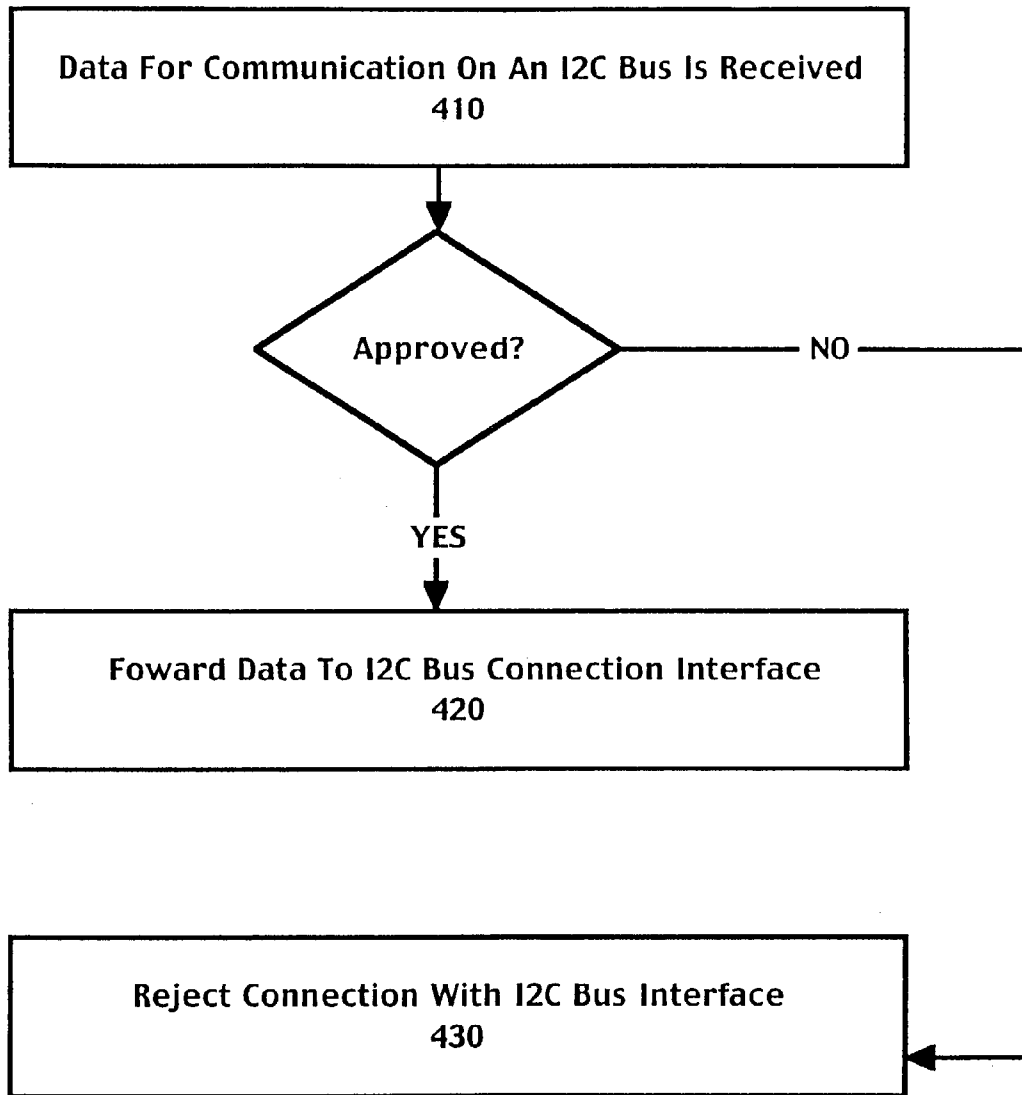 Data For Communication On An I2C Bus Is Received
410
Approved?
NO
YES
Foward Data To I2C Bus Connection Interface
420
Reject Connection With I2C Bus Interface
430